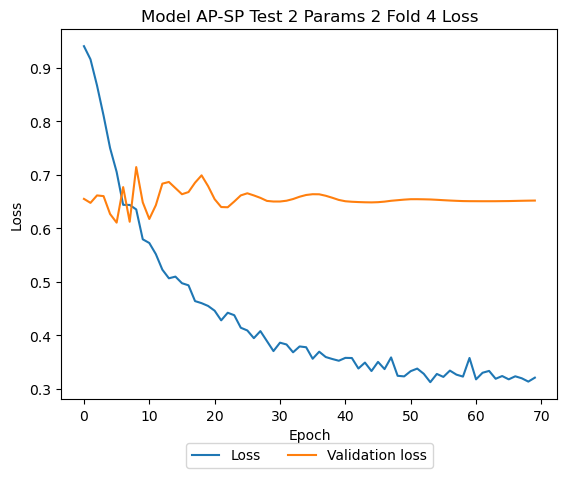 Model AP-SP Test 2 Params 2 Fold 4 Loss
0.9
0.8
0.7
0.6
0.5
0.4
0.3
Loss
0 10 20 30 40 50 60 70
Epoch
Loss Validation loss